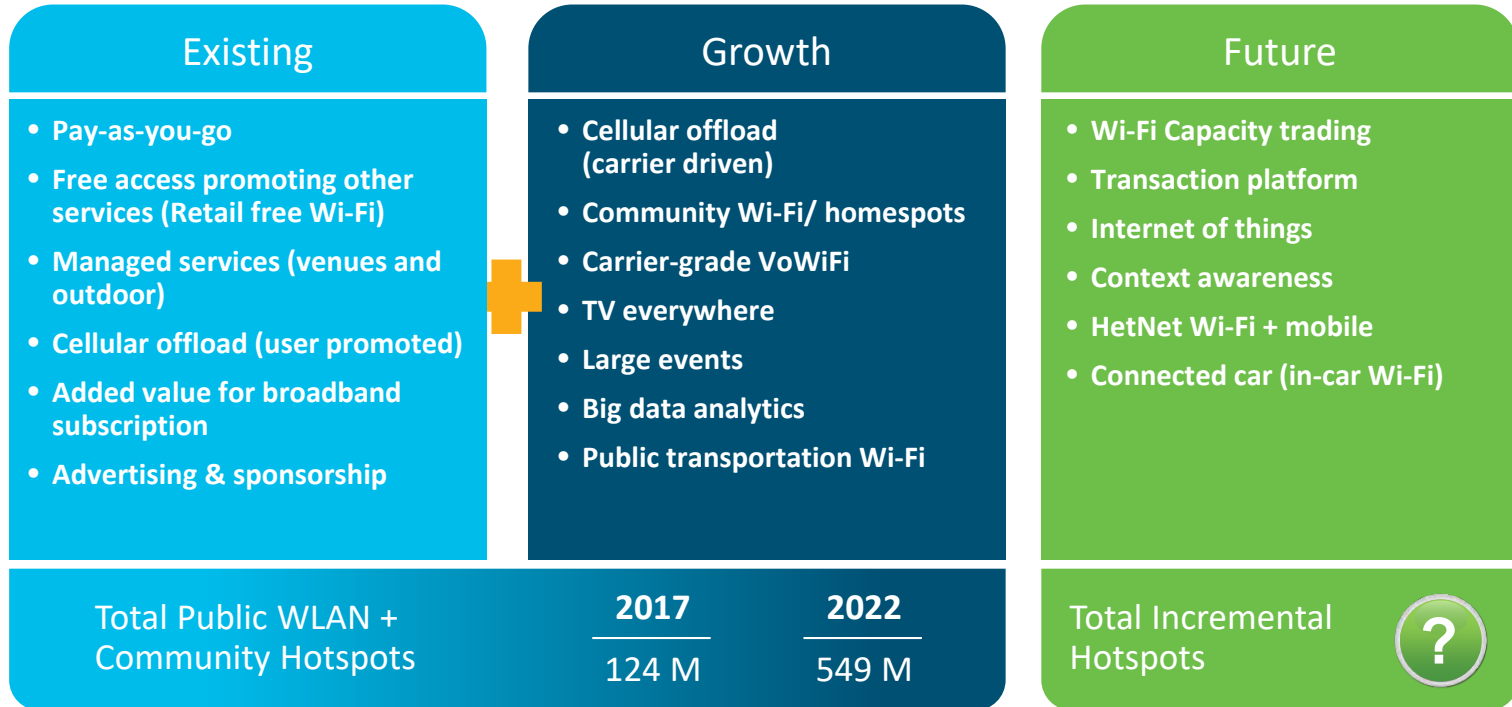 Existing
• Pay-as-you-go
• Free access promoting other
services (Retail free Wi-Fi)
• Managed services (venues and
outdoor)
• Cellular offload (user promoted)
• Added value for broadband
subscription
• Advertising & sponsorship
Growth
• Cellular offload
(carrier driven)
• Community Wi-Fi/ homespots
• Carrier-grade VoWiFi
• TV everywhere
• Large events
• Big data analytics
• Public transportation Wi-Fi
Future
• Wi-Fi Capacity trading
• Transaction platform
• Internet of things
• Context awareness
• HetNet Wi-Fi + mobile
• Connected car (in-car Wi-Fi)
Total Public WLAN +
Community Hotspots
2017 2022
124 M 549 M
Total Incremental
Hotspots
?